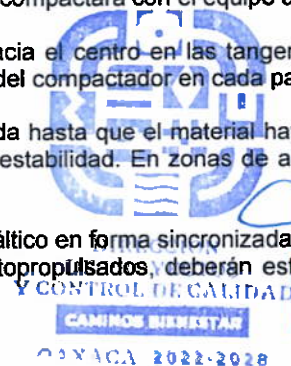 compactará con el equipo
acia el centro en las tangen
del compactador en cada pa
da hasta que el material ha
estabilidad. En zonas de a
áltico en forma sincronizada
topropulsados, deberán est
Y CONTROL DE CALIDAD
CAMINOS BIENESTAR
OAXACA 2022-2028